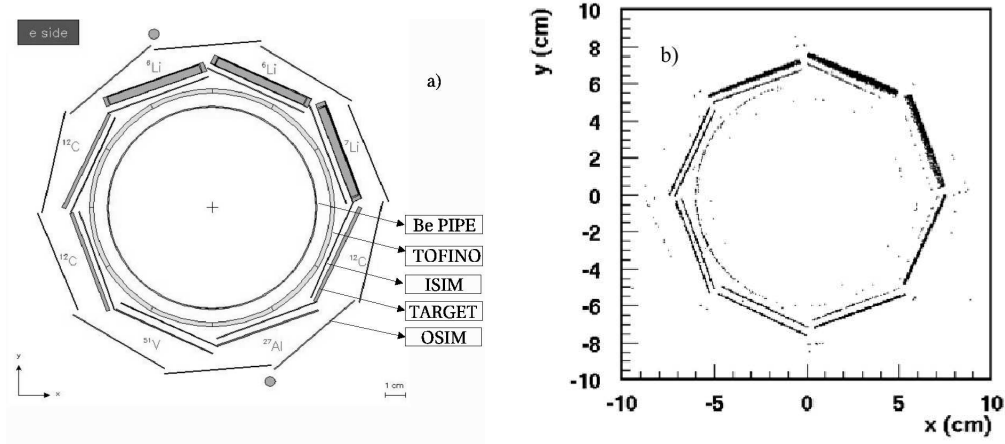 e side
a)
⁶Li
⁶Li
⁷Li
¹²C
¹²C
¹²C
⁵¹V
²⁷Al
Be PIPE
TOFINO
ISIM
TARGET
OSIM
y
x
1 cm
b)
y (cm)
10
8
6
4
2
0
-2
-4
-6
-8
-10
-10 -5 0 5 10
x (cm)